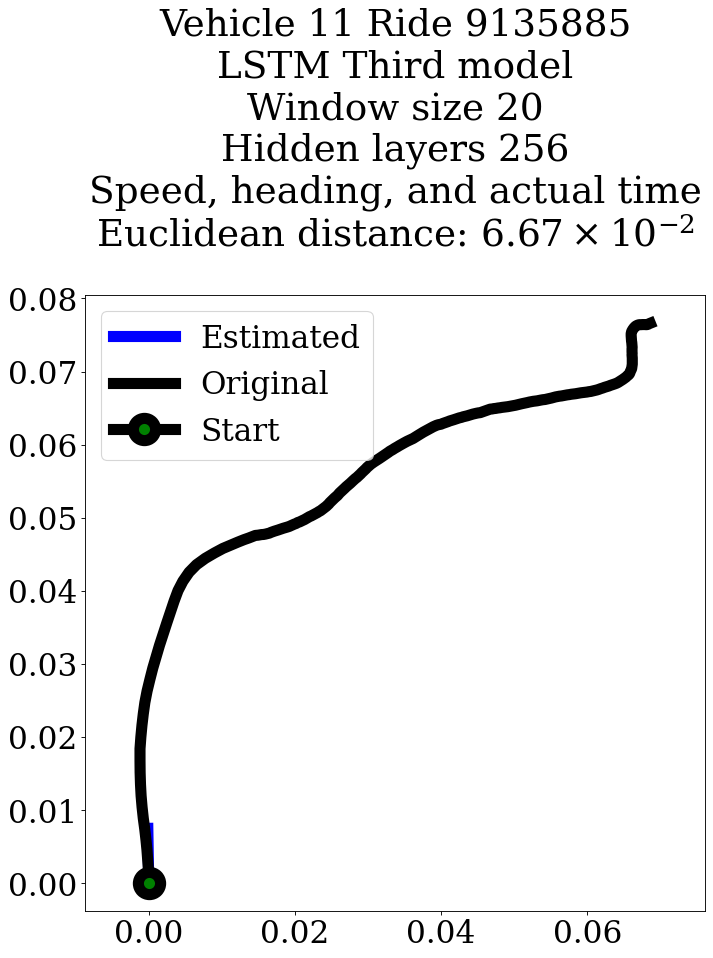 Vehicle 11 Ride 9135885
LSTM Third model
Window size 20
Hidden layers 256
Speed, heading, and actual time
Euclidean distance: 6.67 × 10⁻²
0.08
Estimated
0.07
Original
Start
0.06
0.05
0.04
0.03
0.02
0.01
0.00
0.00 0.02 0.04 0.06